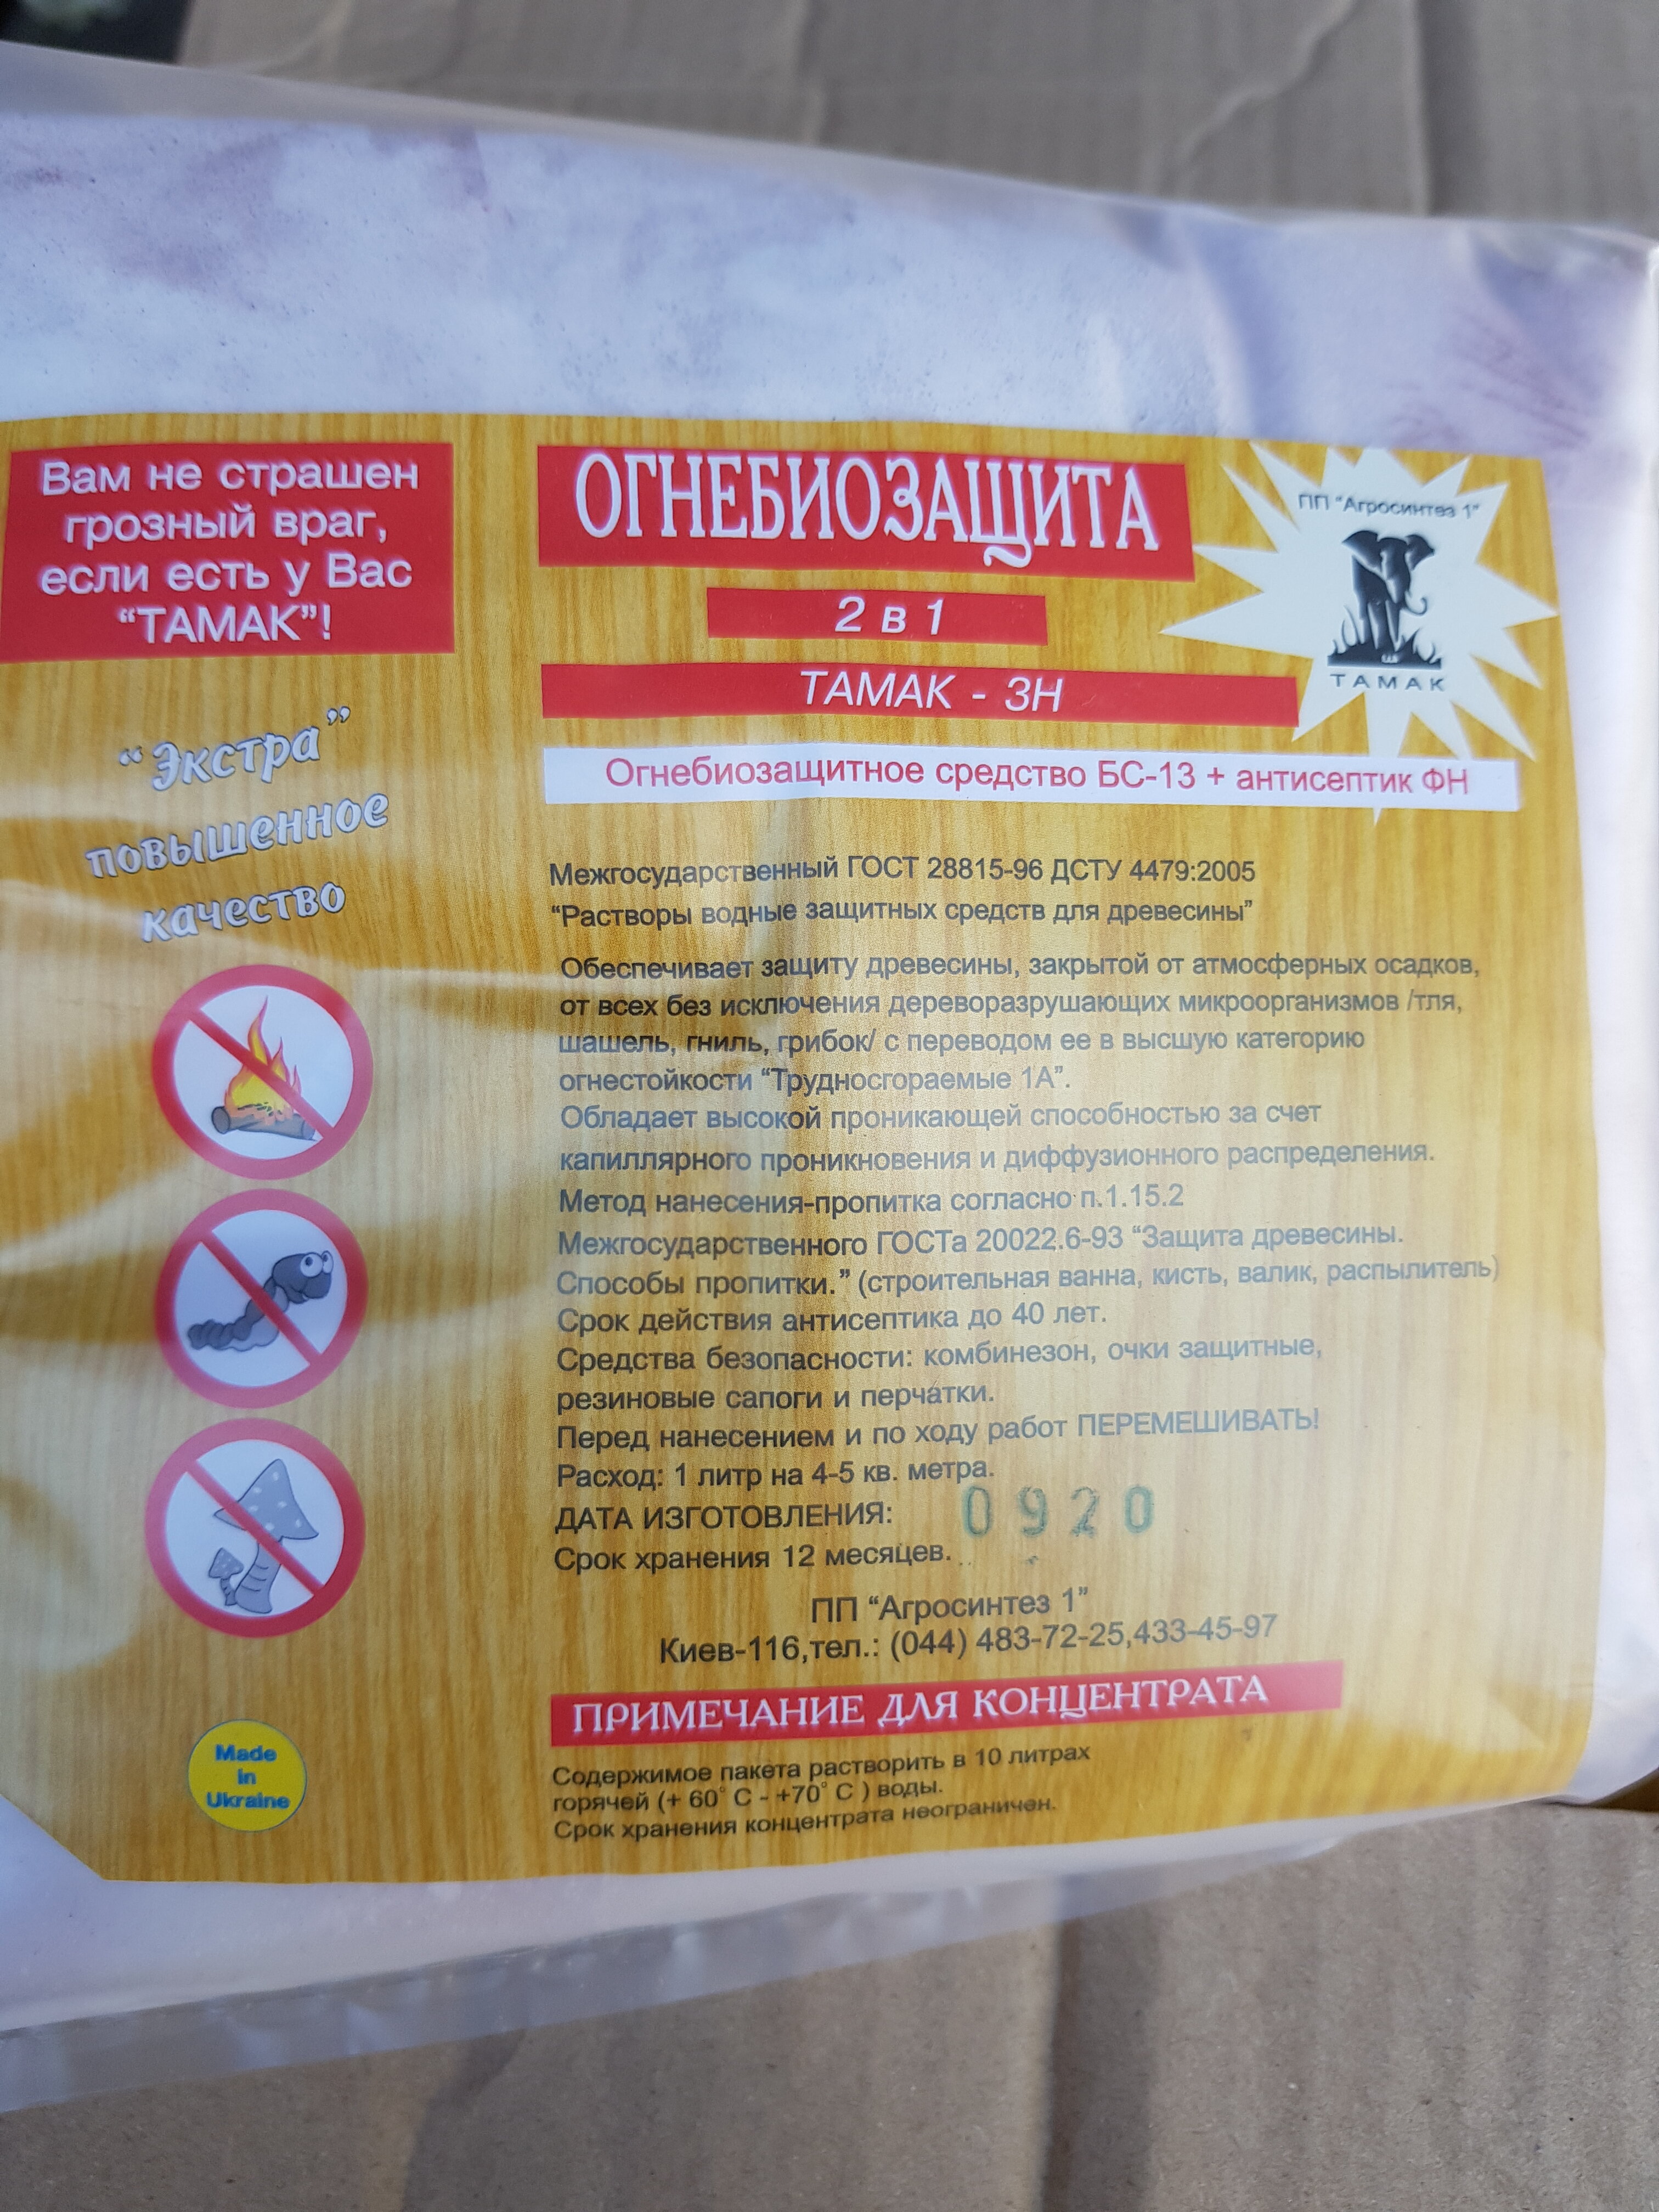 Вам не страшен
грозный враг,
если есть у Вас
“ТАМАК”!
“Экстра”
повышенное
качество
Made
in
Ukraine
ОГНЕБИОЗАЩИТА
2 в 1
ТАМАК - ЗН
ПП “Агросинтез 1”
ТАМАК
Огнебиозащитное средство БС-13 + антисептик ФН
Межгосударственный ГОСТ 28815-96 ДСТУ 4479:2005
“Растворы водные защитных средств для древесины”
Обеспечивает защиту древесины, закрытой от атмосферных осадков,
от всех без исключения дереворазрушающих микроорганизмов /тля,
шашель, гниль, грибок/ с переводом ее в высшую категорию
огнестойкости “Трудносгораемые 1А”.
Обладает высокой проникающей способностью за счет
капиллярного проникновения и диффузионного распределения.
Метод нанесения-пропитка согласно п.1.15.2
Межгосударственного ГОСТа 20022.6-93 “Защита древесины.
Способы пропитки.” (строительная ванна, кисть, валик, распылитель)
Срок действия антисептика до 40 лет.
Средства безопасности: комбинезон, очки защитные,
резиновые сапоги и перчатки.
Перед нанесением и по ходу работ ПЕРЕМЕШИВАТЬ!
Расход: 1 литр на 4-5 кв. метра.
ДАТА ИЗГОТОВЛЕНИЯ: 0920
Срок хранения 12 месяцев.
ПП “Агросинтез 1”
Киев-116,тел.: (044) 483-72-25,433-45-97
ПРИМЕЧАНИЕ ДЛЯ КОНЦЕНТРАТА
Содержимое пакета растворить в 10 литрах
горячей (+ 60° С - +70° С ) воды.
Срок хранения концентрата неограничен.